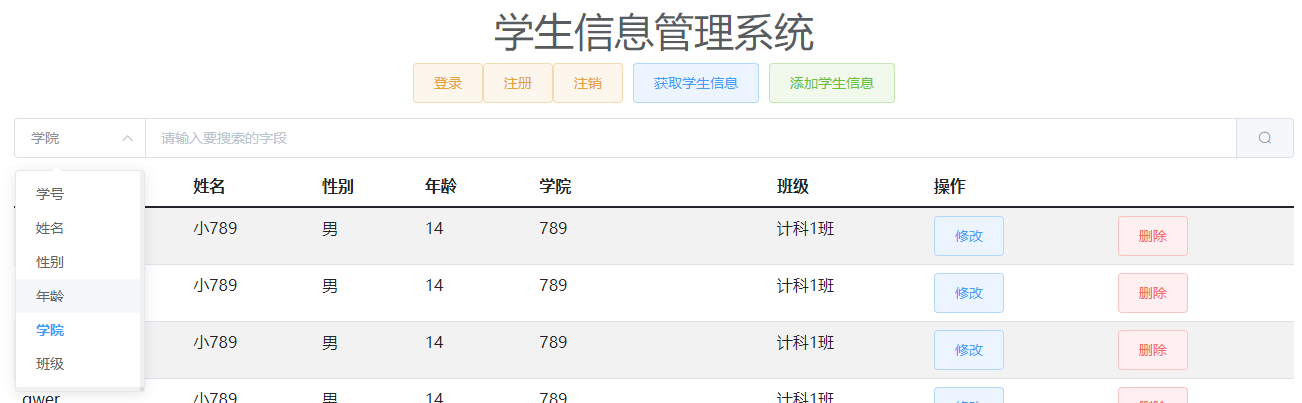 学生信息管理系统
登录 注册 注销 获取学生信息 添加学生信息
学院 请输入要搜索的字段
姓名 性别 年龄 学院 班级 操作
学号
姓名
性别
年龄
学院
班级
小789 男 14 789 计科1班 修改 删除
小789 男 14 789 计科1班 修改 删除
小789 男 14 789 计科1班 修改 删除
qwer 小789 男 14 789 计科1班 修改 删除